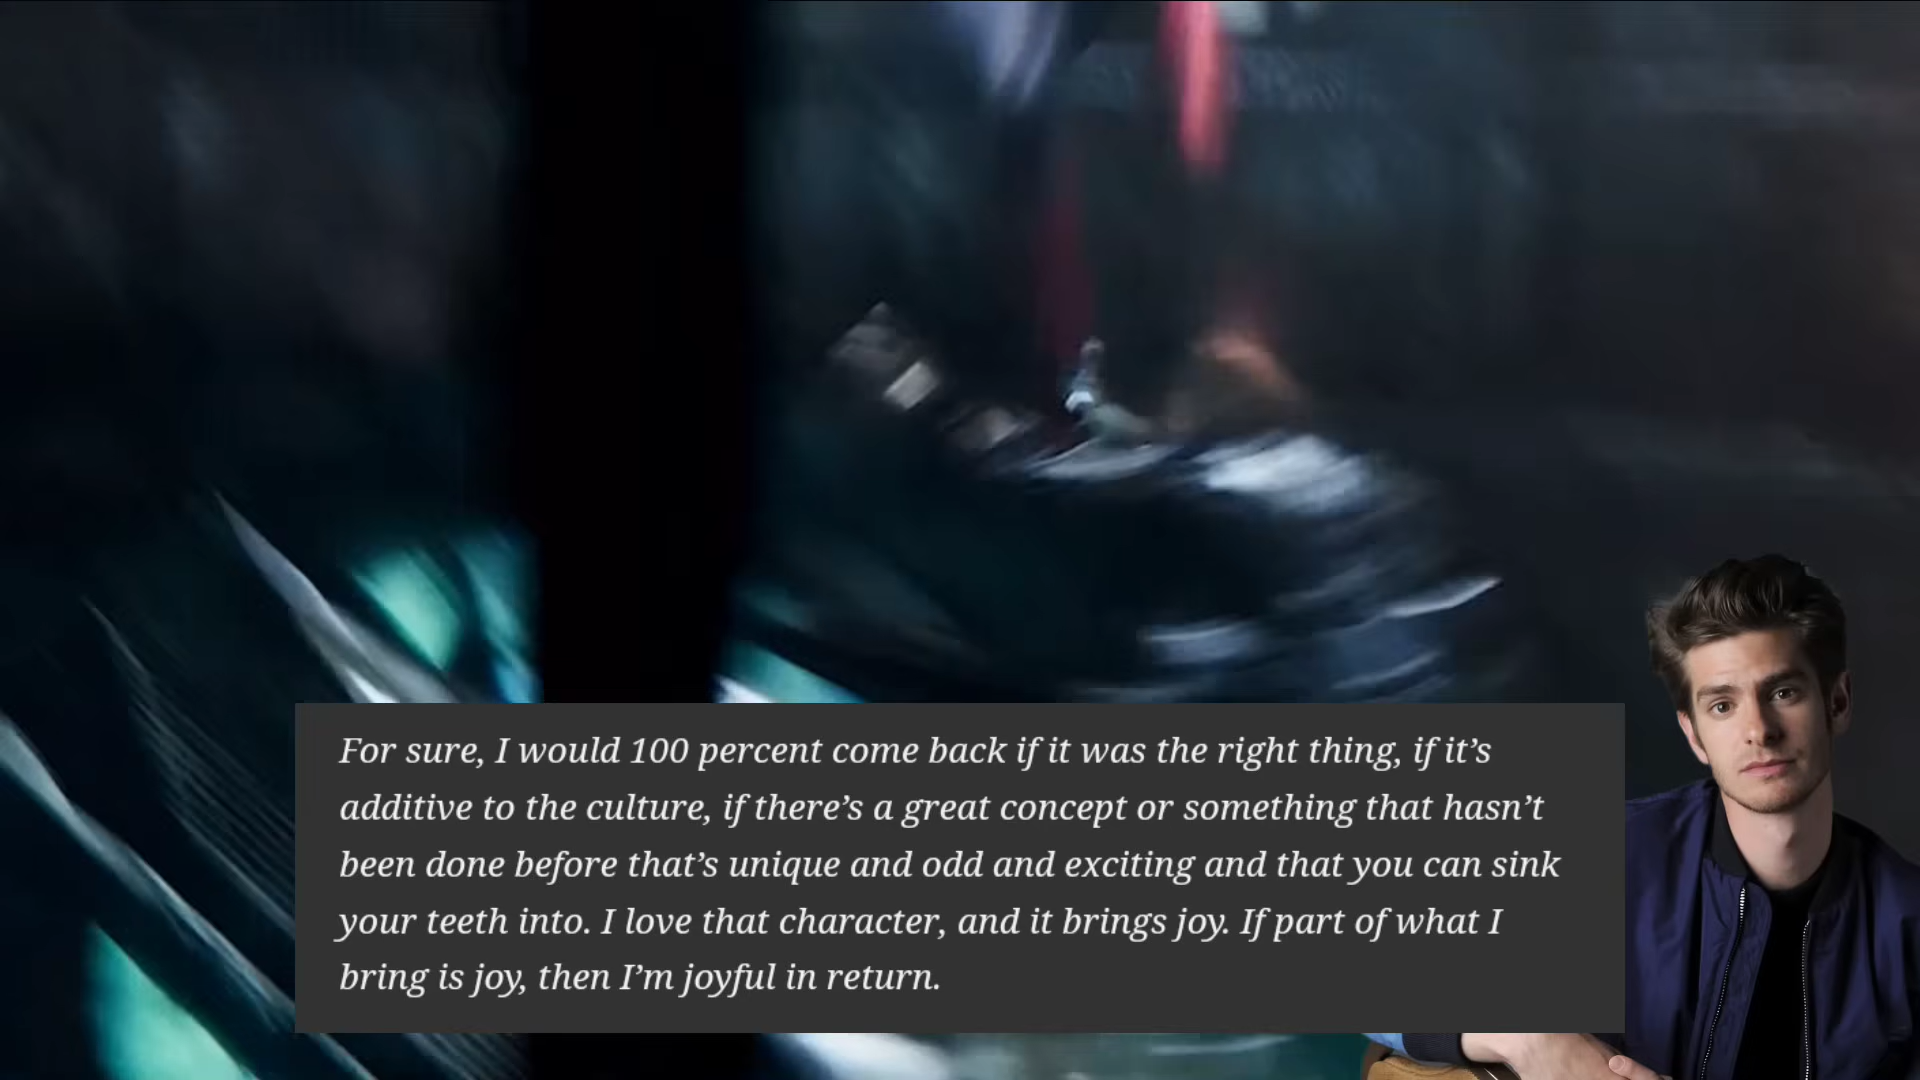 For sure, I would 100 percent come back if it was the right thing, if it’s
additive to the culture, if there’s a great concept or something that hasn’t
been done before that’s unique and odd and exciting and that you can sink
your teeth into. I love that character, and it brings joy. If part of what I
bring is joy, then I’m joyful in return.